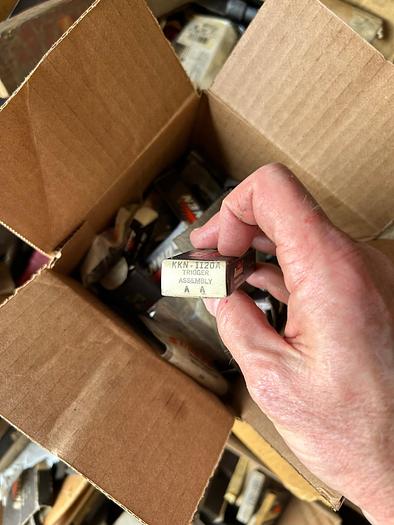 KKN-1120A
TRIGGER
ASSEMBLY
A A